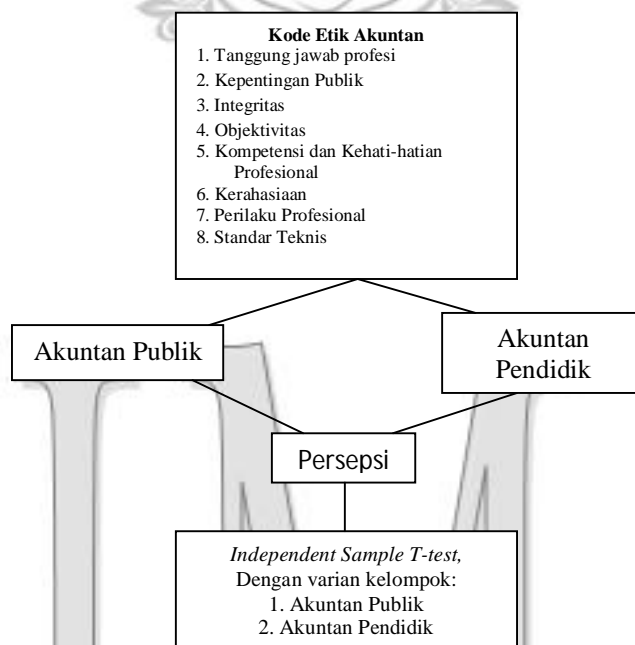 Kode Etik Akuntan
1. Tanggung jawab profesi
2. Kepentingan Publik
3. Integritas
4. Objektivitas
5. Kompetensi dan Kehati-hatian
Profesional
6. Kerahasiaan
7. Perilaku Profesional
8. Standar Teknis
Akuntan Publik
Akuntan
Pendidik
Persepsi
Independent Sample T-test,
Dengan varian kelompok:
1. Akuntan Publik
2. Akuntan Pendidik